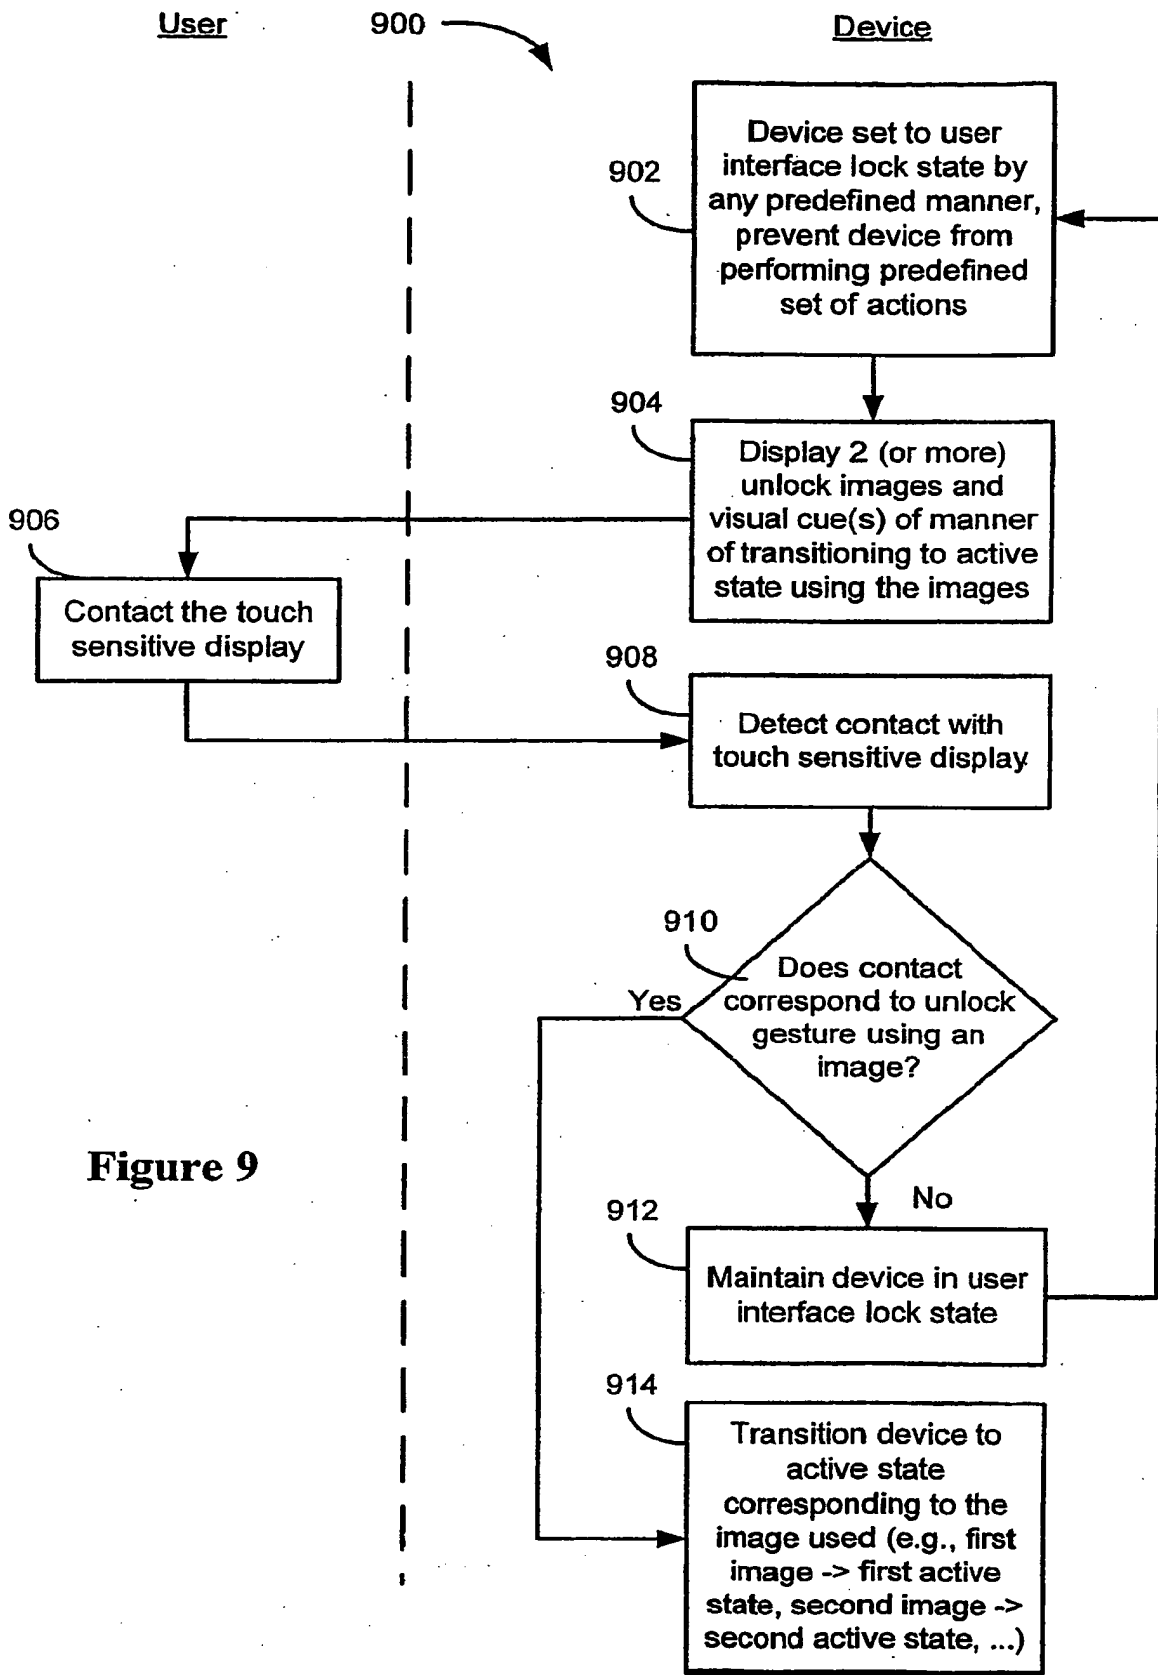 User
900
Device
902
Device set to user
interface lock state by
any predefined manner,
prevent device from
performing predefined
set of actions
904
Display 2 (or more)
unlock images and
visual cue(s) of manner
of transitioning to active
state using the images
906
Contact the touch
sensitive display
908
Detect contact with
touch sensitive display
910
Does contact
correspond to unlock
gesture using an
image?
Yes
No
Figure 9
912
Maintain device in user
interface lock state
914
Transition device to
active state
corresponding to the
image used (e.g., first
image -> first active
state, second image ->
second active state, ...)